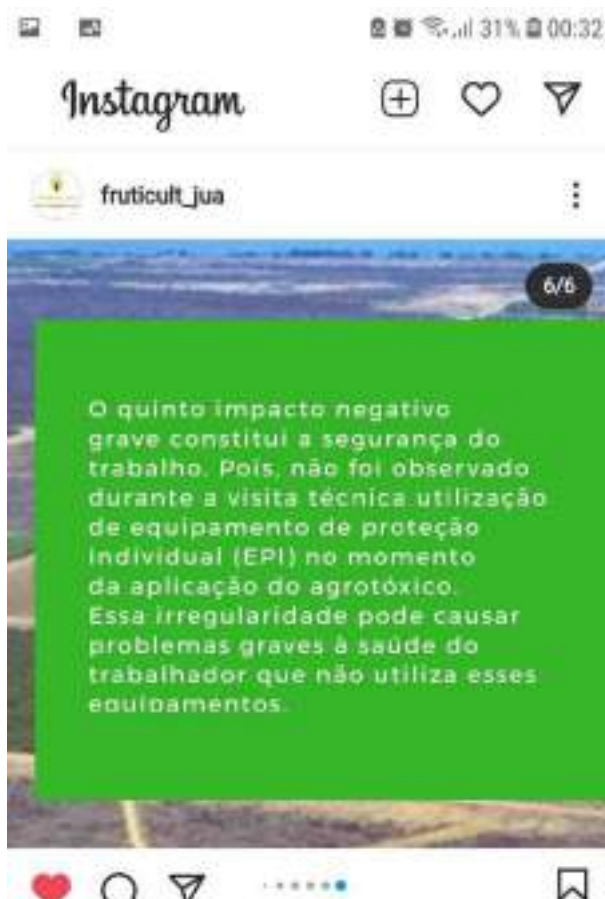 31% 00:32
Instagram
fruticult_jua
6/6
O quinto impacto negativo
grave constitui a segurança do
trabalho. Pois, não foi observado
durante a visita técnica utilização
de equipamento de proteção
individual (EPI) no momento
da aplicação do agrotóxico.
Essa irregularidade pode causar
problemas graves à saúde do
trabalhador que não utiliza esses
equipamentos.